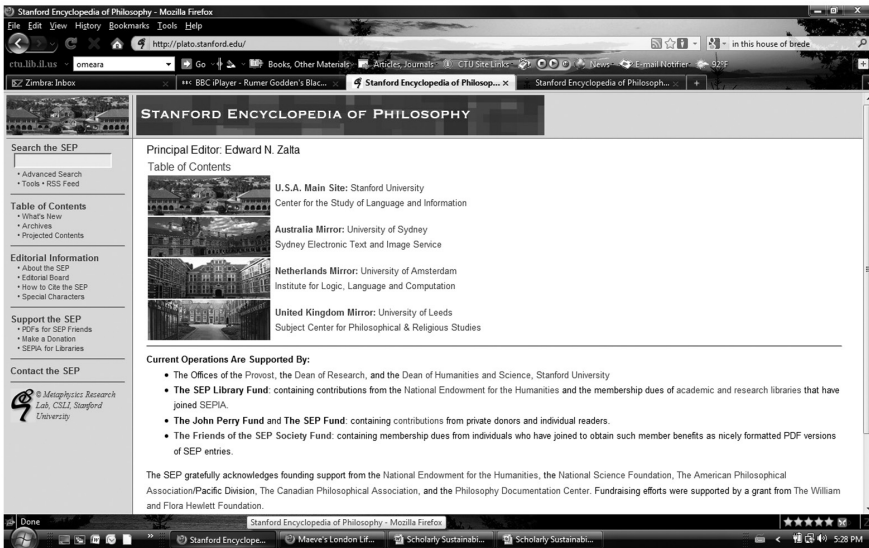 Stanford Encyclopedia of Philosophy - Mozilla Firefox
File Edit View History Bookmarks Tools Help
http://plato.stanford.edu/
in this house of brede
ctu.lib.il.us
omeara
Go
Books, Other Materials
Articles, Journals
CTU Site Links
News
E-mail Notifier
92°F
Zimbra: Inbox
BBC iPlayer - Rumer Godden's Blac...
Stanford Encyclopedia of Philosop...
Stanford Encyclopedia of Philosoph...
STANFORD ENCYCLOPEDIA OF PHILOSOPHY
Search the SEP
• Advanced Search
• Tools • RSS Feed
Table of Contents
• What's New
• Archives
• Projected Contents
Editorial Information
• About the SEP
• Editorial Board
• How to Cite the SEP
• Special Characters
Support the SEP
• PDFs for SEP Friends
• Make a Donation
• SEPIA for Libraries
Contact the SEP
© Metaphysics Research
Lab, CSLI, Stanford
University
Principal Editor: Edward N. Zalta
Table of Contents
U.S.A. Main Site: Stanford University
Center for the Study of Language and Information
Australia Mirror: University of Sydney
Sydney Electronic Text and Image Service
Netherlands Mirror: University of Amsterdam
Institute for Logic, Language and Computation
United Kingdom Mirror: University of Leeds
Subject Center for Philosophical & Religious Studies
Current Operations Are Supported By:
• The Offices of the Provost, the Dean of Research, and the Dean of Humanities and Science, Stanford University
• The SEP Library Fund: containing contributions from the National Endowment for the Humanities and the membership dues of academic and research libraries that have
joined SEPIA.
• The John Perry Fund and The SEP Fund: containing contributions from private donors and individual readers.
• The Friends of the SEP Society Fund: containing membership dues from individuals who have joined to obtain such member benefits as nicely formatted PDF versions
of SEP entries.
The SEP gratefully acknowledges founding support from the National Endowment for the Humanities, the National Science Foundation, The American Philosophical
Association/Pacific Division, The Canadian Philosophical Association, and the Philosophy Documentation Center. Fundraising efforts were supported by a grant from The William
and Flora Hewlett Foundation.
Done
Stanford Encyclopedia of Philosophy - Mozilla Firefox
Stanford Encyclope...
Maeve's London Lif...
Scholarly Sustainabi...
Scholarly Sustainabi...
5:28 PM